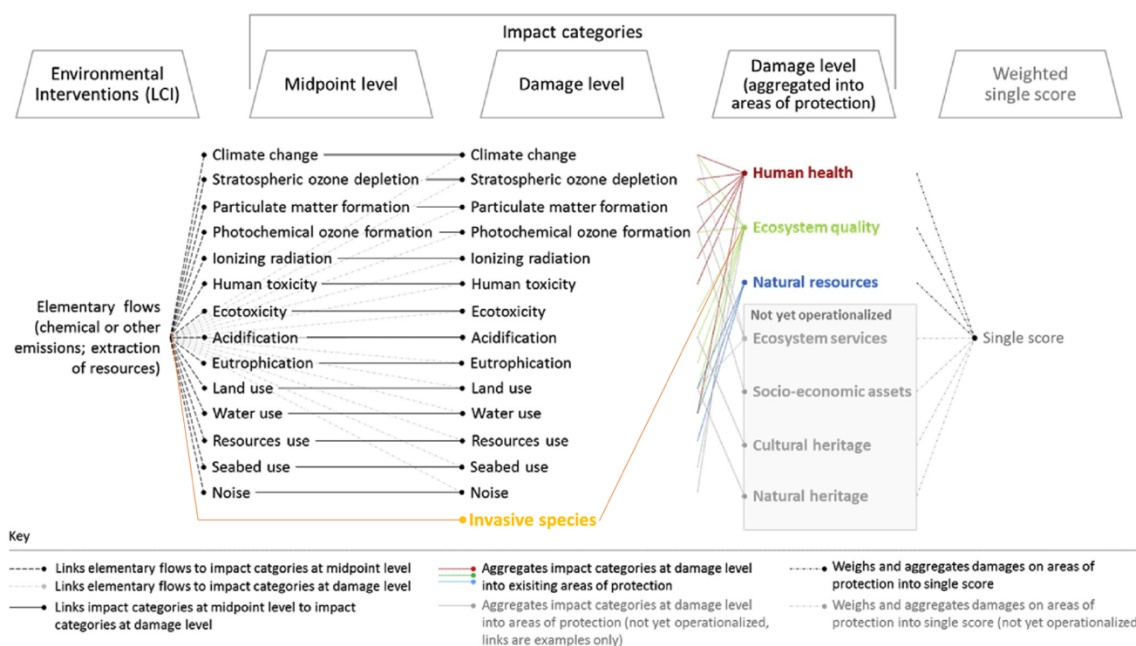 Impact categories
Environmental
Interventions (LCI)
Midpoint level
Damage level
Damage level
(aggregated into
areas of protection)
Weighted
single score
Elementary flows
(chemical or other
emissions; extraction
of resources)
Climate change
Stratospheric ozone depletion
Particulate matter formation
Photochemical ozone formation
Ionizing radiation
Human toxicity
Ecotoxicity
Acidification
Eutrophication
Land use
Water use
Resources use
Seabed use
Noise
Climate change
Stratospheric ozone depletion
Particulate matter formation
Photochemical ozone formation
Ionizing radiation
Human toxicity
Ecotoxicity
Acidification
Eutrophication
Land use
Water use
Resources use
Seabed use
Noise
Invasive species
Human health
Ecosystem quality
Natural resources
Not yet operationalized
Ecosystem services
Socio-economic assets
Cultural heritage
Natural heritage
Single score
Key
Links elementary flows to impact catgories at midpoint level
Links elementary flows to impact categories at damage level
Links impact categories at midpoint level to impact
categories at damage level
Aggregates impact categories at damage level
into exisiting areas of protection
Aggregates impact categories at damage level
into areas of protection (not yet operationalized,
links are examples only)
Weighs and aggregates damages on areas of
protection into single score
Weighs and aggregates damages on areas of
protection into single score (not yet operationalized